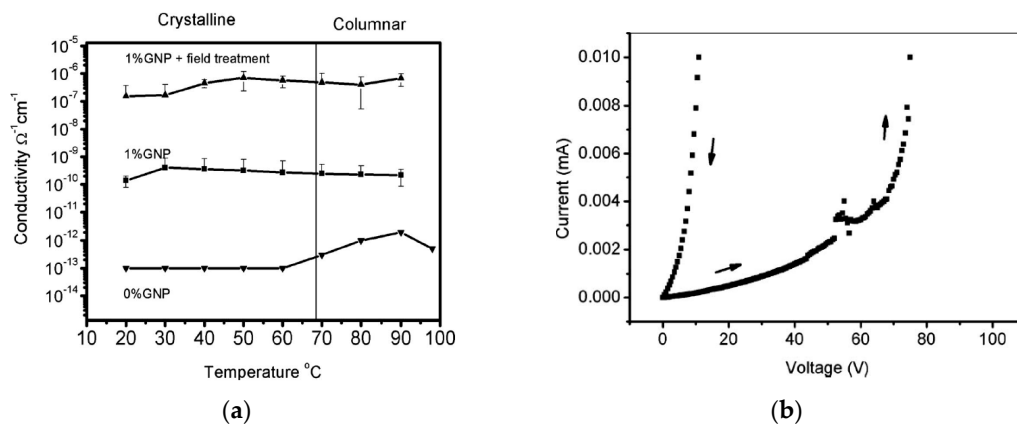 Crystalline Columnar
10⁻⁵
10⁻⁶
10⁻⁷
10⁻⁸
10⁻⁹
10⁻¹⁰
10⁻¹¹
10⁻¹²
10⁻¹³
10⁻¹⁴
Conductivity Ω⁻¹cm⁻¹
1%GNP + field treatment
1%GNP
0%GNP
10 20 30 40 50 60 70 80 90 100
Temperature °C
(a)
0.010
0.008
0.006
0.004
0.002
0.000
Current (mA)
0 20 40 60 80 100
Voltage (V)
(b)